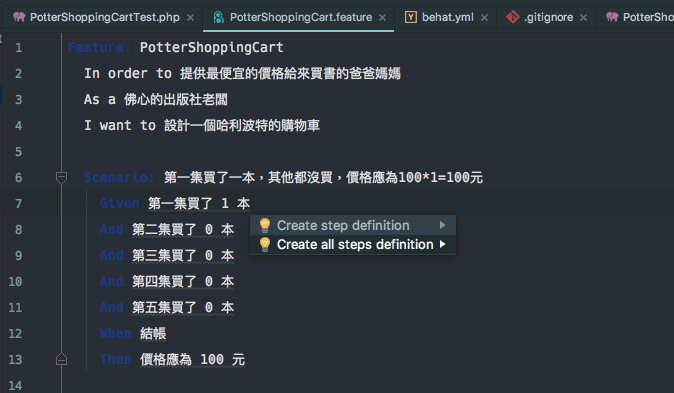 PotterShoppingCartTest.php × PotterShoppingCart.feature × behat.yml × .gitignore × PotterSho
1 Feature: PotterShoppingCart
2 In order to 提供最便宜的價格給來買書的爸爸媽媽
3 As a 佛心的出版社老闆
4 I want to 設計一個哈利波特的購物車
5
6 Scenario: 第一集買了一本，其他都沒買，價格應為100*1=100元
7 Given 第一集買了 1 本
Create step definition
8 And 第二集買了 0 本
Create all steps definition
9 And 第三集買了 0 本
10 And 第四集買了 0 本
11 And 第五集買了 0 本
12 When 結帳
13 Then 價格應為 100 元
14